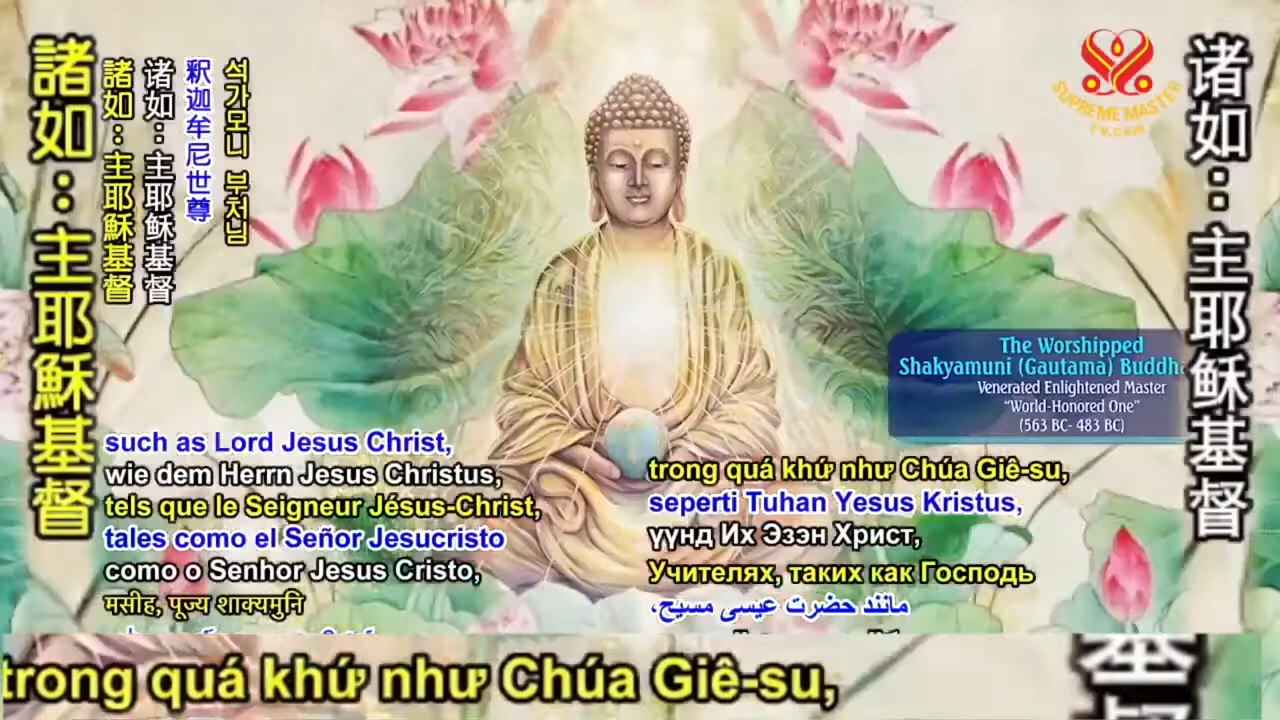 諸如：主耶穌基督
諸如：主耶穌基督
诸如：主耶稣基督
釈迦牟尼世尊
석가모니 부처님
SUPREME MASTER
TV.COM
诸如：主耶稣基督
The Worshipped
Shakyamuni (Gautama) Buddh
Venerated Enlightened Master
“World-Honored One”
(563 BC- 483 BC)
such as Lord Jesus Christ,
wie dem Herrn Jesus Christus,
tels que le Seigneur Jésus-Christ,
tales como el Señor Jesucristo
como o Senhor Jesus Cristo,
मसीह, पूज्य शाक्यमुनि
trong quá khứ như Chúa Giê-su,
seperti Tuhan Yesus Kristus,
үүнд Их Эзэн Христ,
Учителях, таких как Господь
مانند حضرت عیسی مسیح،
trong quá khứ như Chúa Giê-su,